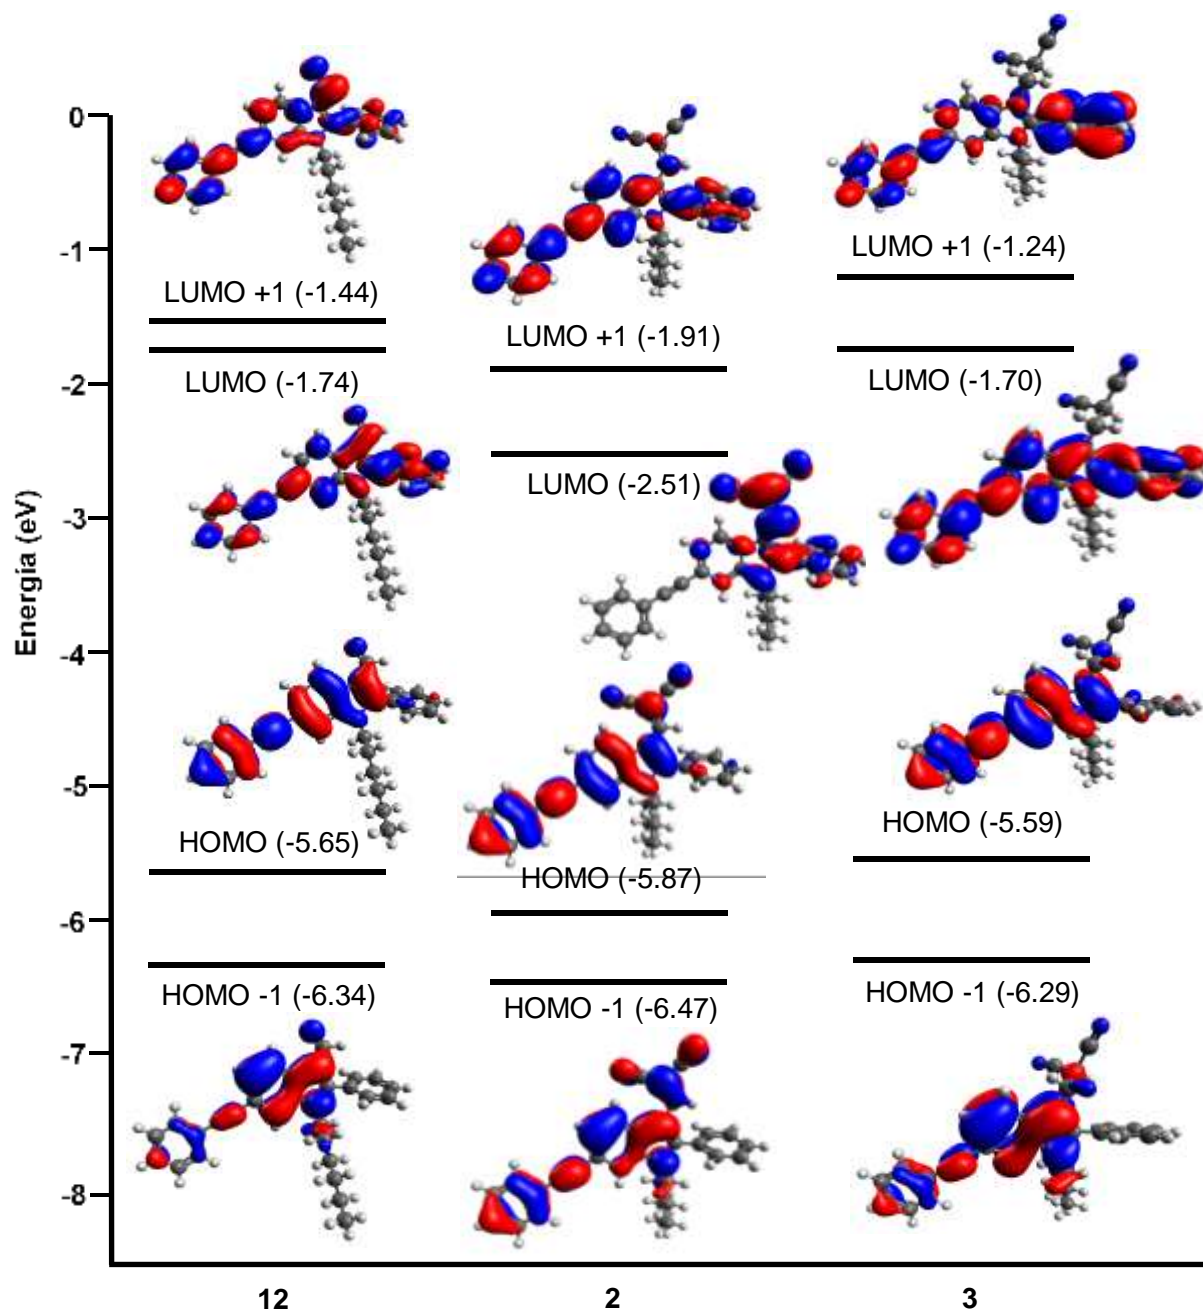 Energía (eV)
0
-1
-2
-3
-4
-5
-6
-7
-8
LUMO +1 (-1.44)
LUMO (-1.74)
HOMO (-5.65)
HOMO -1 (-6.34)
12
LUMO +1 (-1.91)
LUMO (-2.51)
HOMO (-5.87)
HOMO -1 (-6.47)
2
LUMO +1 (-1.24)
LUMO (-1.70)
HOMO (-5.59)
HOMO -1 (-6.29)
3